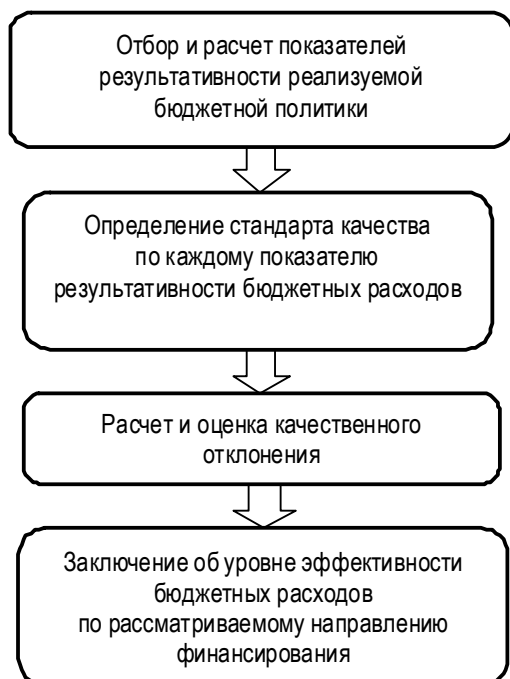 Отбор и расчет показателей
результативности реализуемой
бюджетной политики
Определение стандарта качества
по каждому показателю
результативности бюджетных расходов
Расчет и оценка качественного
отклонения
Заключение об уровне эффективности
бюджетных расходов
по рассматриваемому направлению
финансирования